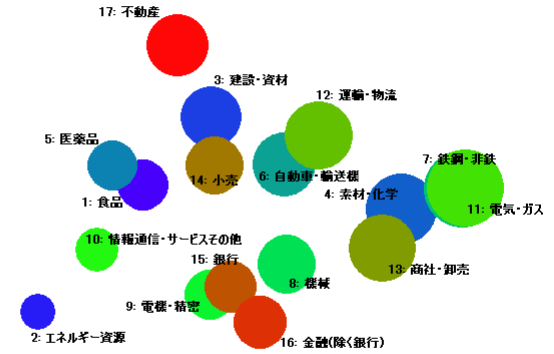 17: 不動産
3: 建設・資材
12: 運輸・物流
5: 医薬品
7: 鉄鋼・非鉄
14: 小売
6: 自動車・輸送機
4: 素材・化学
1: 食品
11: 電気・ガス
10: 情報通信・サービスその他
15: 銀行
13: 商社・卸売
8: 機械
9: 電機・精密
2: エネルギー資源
16: 金融(除く銀行)